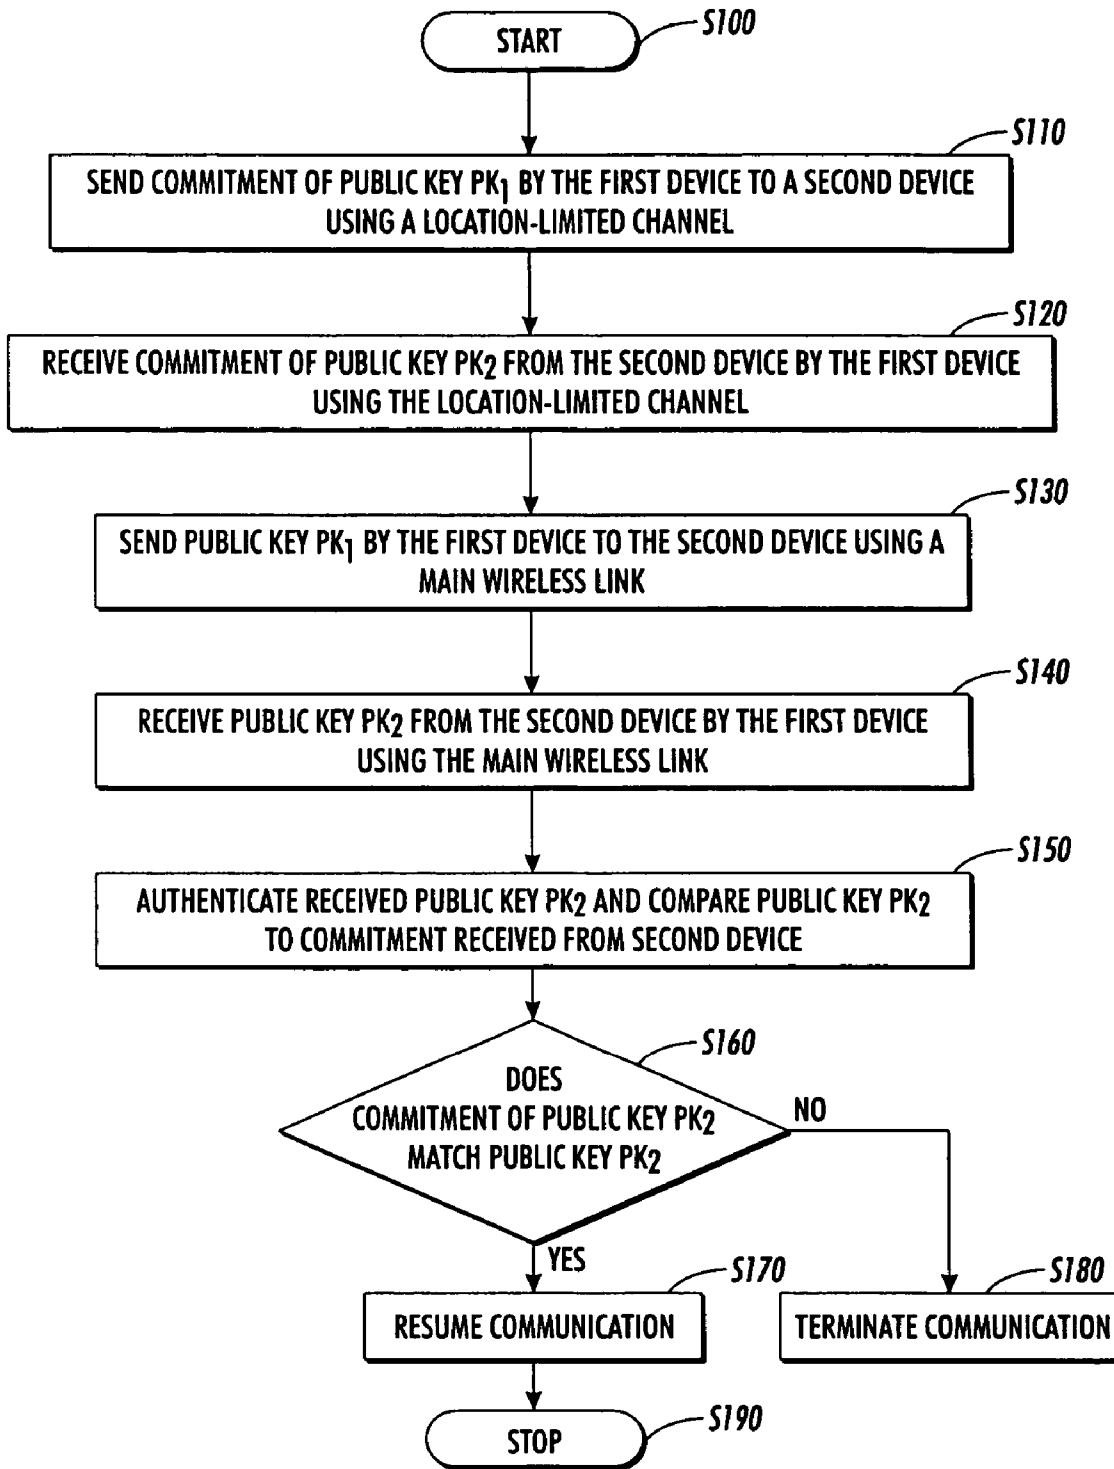 START
S100
S110
SEND COMMITMENT OF PUBLIC KEY PK1 BY THE FIRST DEVICE TO A SECOND DEVICE
USING A LOCATION-LIMITED CHANNEL
S120
RECEIVE COMMITMENT OF PUBLIC KEY PK2 FROM THE SECOND DEVICE BY THE FIRST DEVICE
USING THE LOCATION-LIMITED CHANNEL
S130
SEND PUBLIC KEY PK1 BY THE FIRST DEVICE TO THE SECOND DEVICE USING A
MAIN WIRELESS LINK
S140
RECEIVE PUBLIC KEY PK2 FROM THE SECOND DEVICE BY THE FIRST DEVICE
USING THE MAIN WIRELESS LINK
S150
AUTHENTICATE RECEIVED PUBLIC KEY PK2 AND COMPARE PUBLIC KEY PK2
TO COMMITMENT RECEIVED FROM SECOND DEVICE
S160
DOES
COMMITMENT OF PUBLIC KEY PK2
MATCH PUBLIC KEY PK2
NO
YES
S170
RESUME COMMUNICATION
S180
TERMINATE COMMUNICATION
STOP
S190